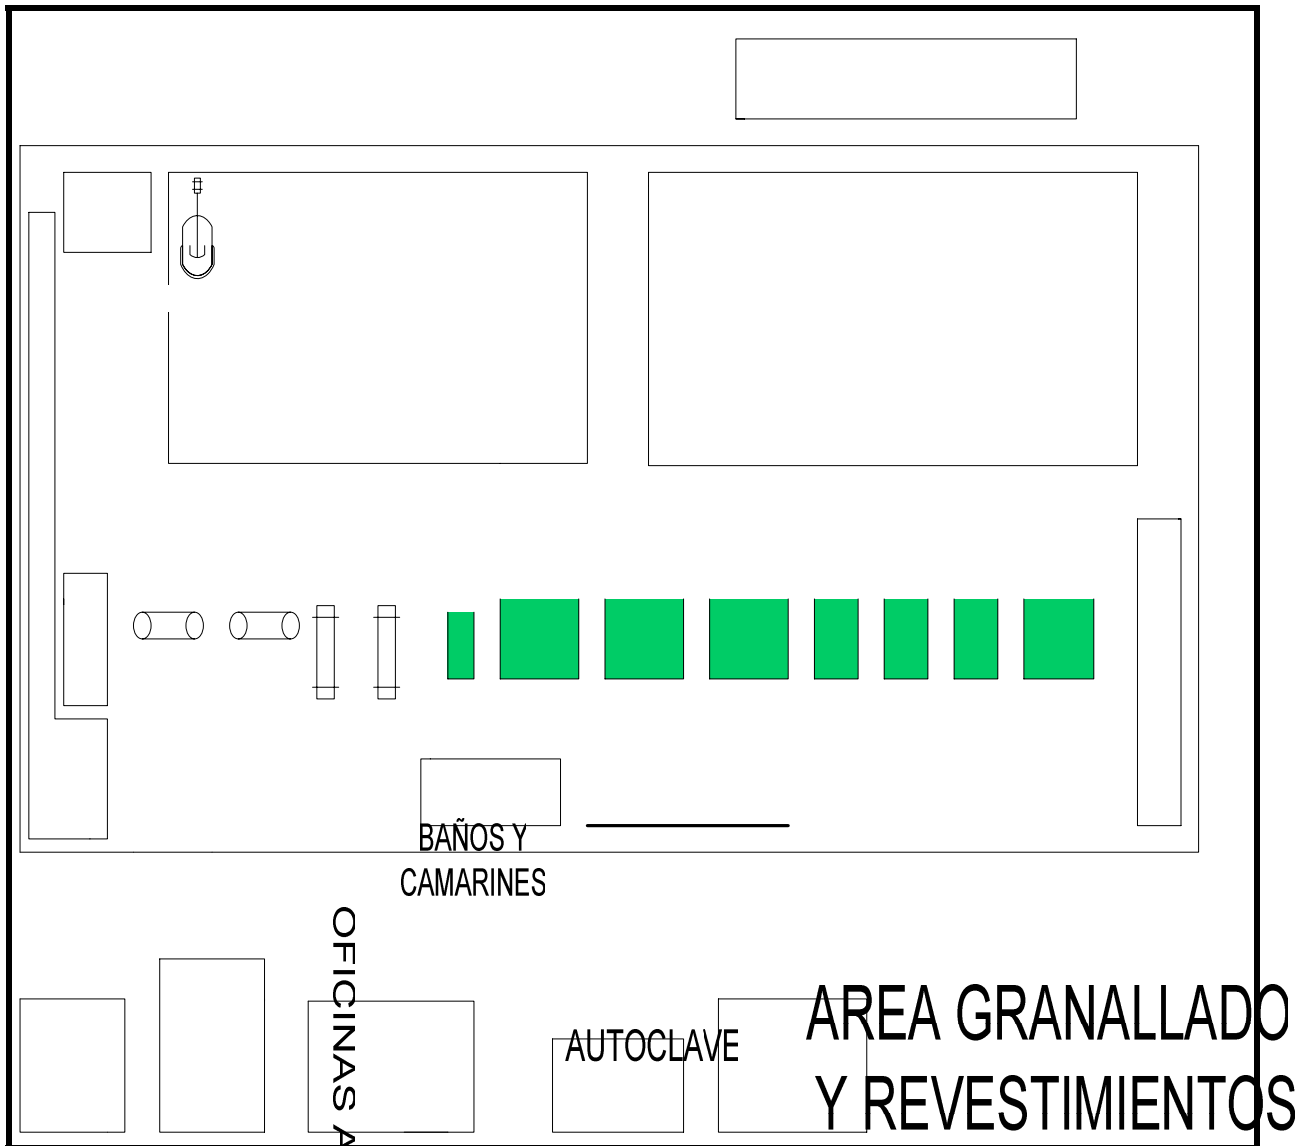 BAÑOS Y
CAMARINES
OFICINAS A
AUTOCLAVE
AREA GRANALLADO
Y REVESTIMIENTOS